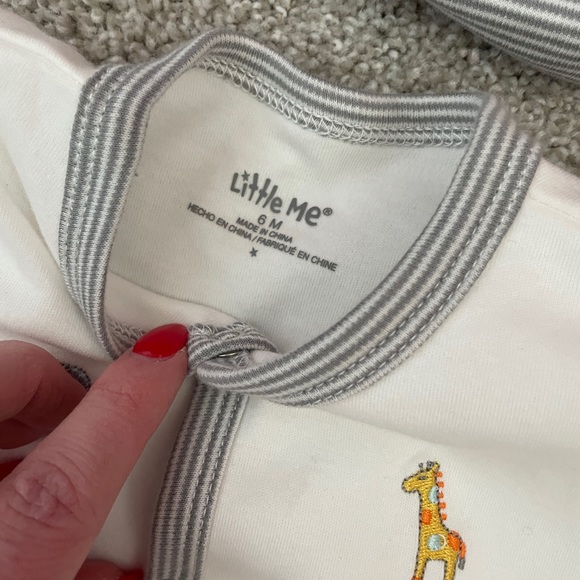 Little Me®
6 M
MADE IN CHINA
HECHO EN CHINA/FABRIQUÉ EN CHINE